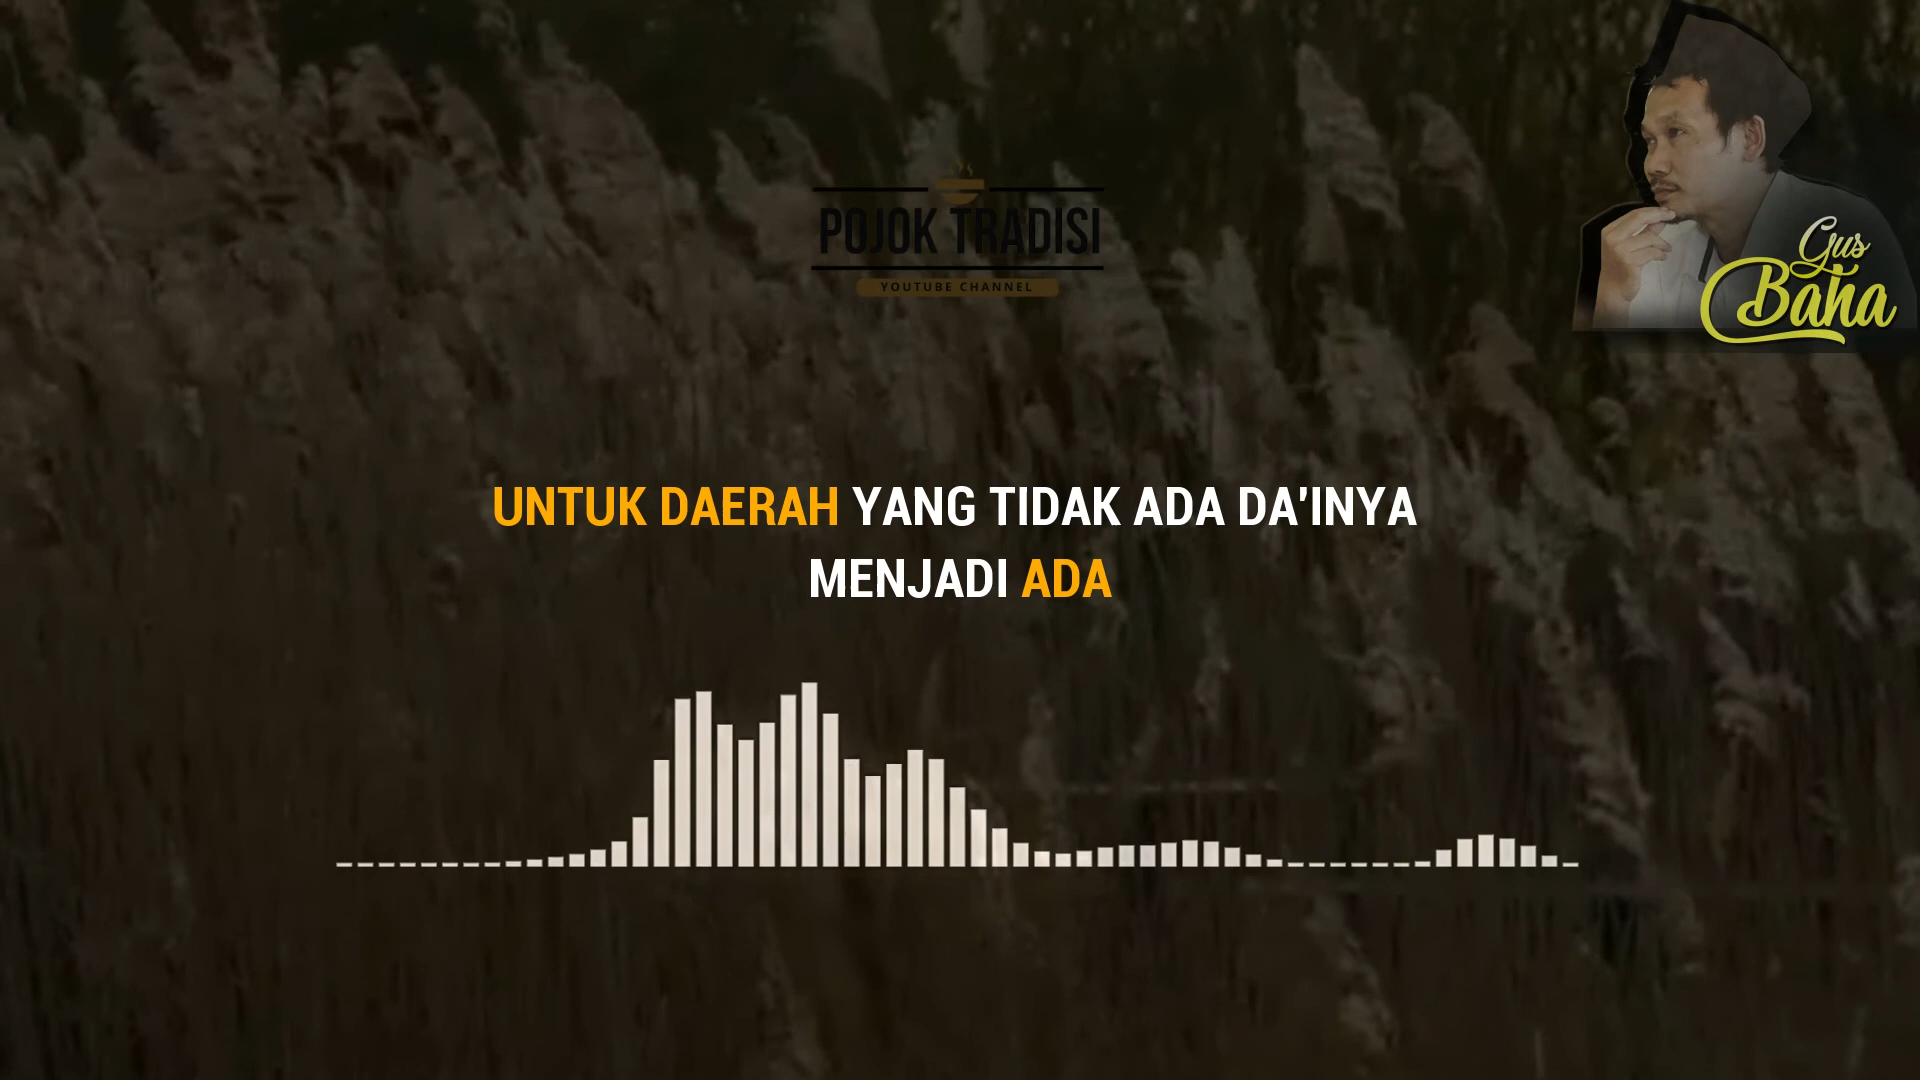 POJOK TRADISI
YOUTUBE CHANNEL
Gus
Baha
UNTUK DAERAH YANG TIDAK ADA DA'INYA
MENJADI ADA